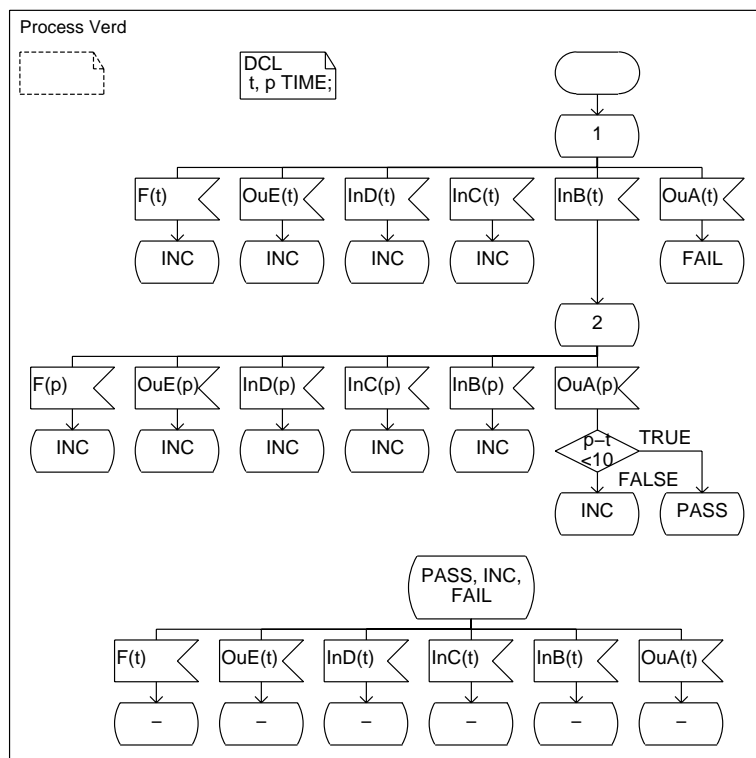 Process Verd
DCL
t, p TIME;
1
F(t) OuE(t) InD(t) InC(t) InB(t) OuA(t)
INC INC INC INC FAIL
2
F(p) OuE(p) InD(p) InC(p) InB(p) OuA(p)
INC INC INC INC INC
p–t
<10
TRUE
FALSE
INC PASS
PASS, INC,
FAIL
F(t) OuE(t) InD(t) InC(t) InB(t) OuA(t)
– – – – – –